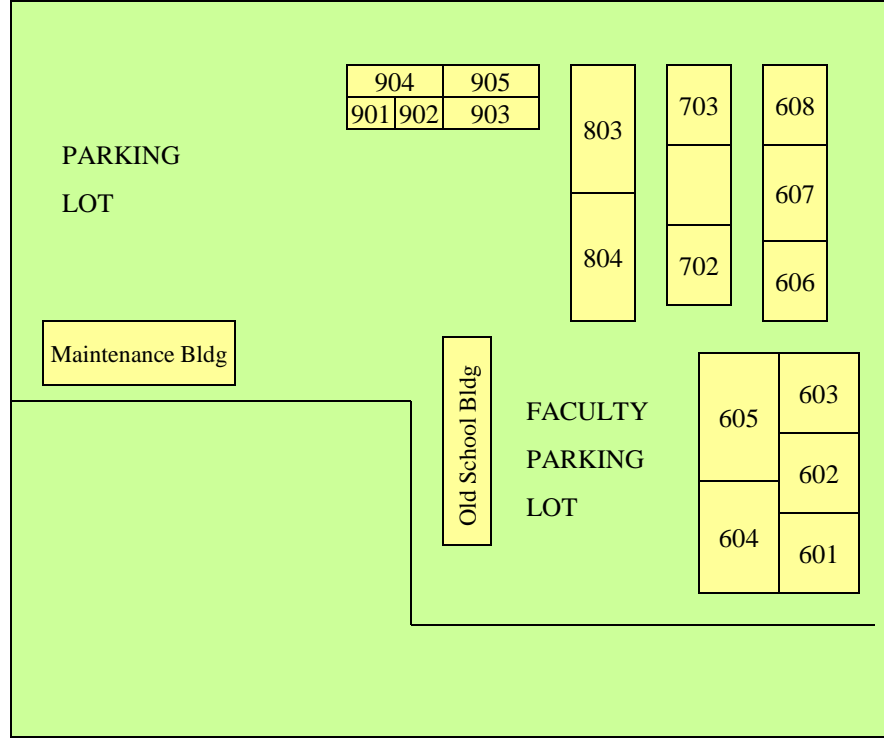 904 905
901 902 903
803
703
608
PARKING
LOT
607
804
702
606
Maintenance Bldg
Old School Bldg
FACULTY
PARKING
LOT
605
603
602
604
601